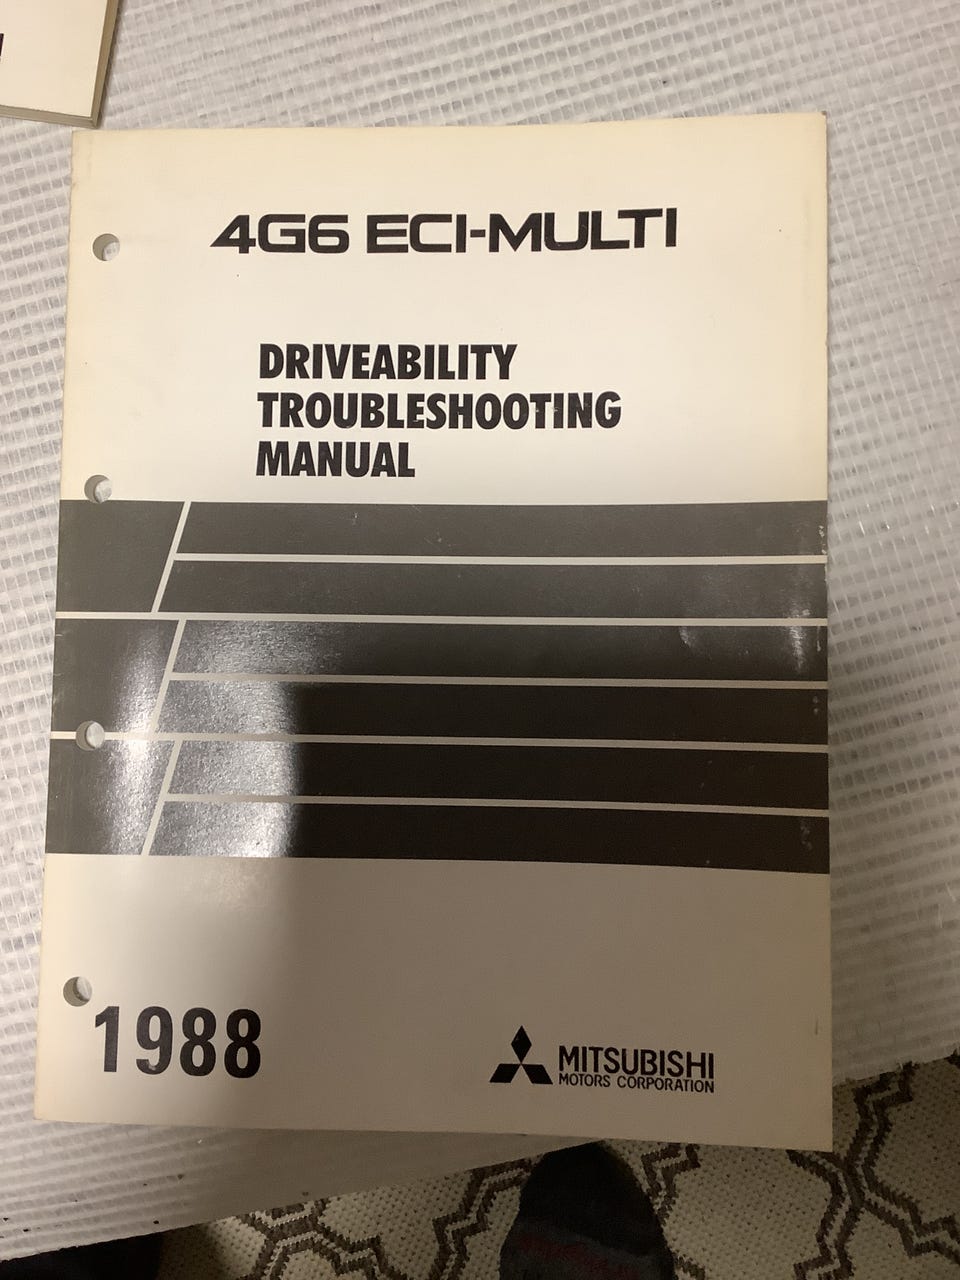 4G6 ECI-MULTI
DRIVEABILITY
TROUBLESHOOTING
MANUAL
1988
MITSUBISHI
MOTORS CORPORATION